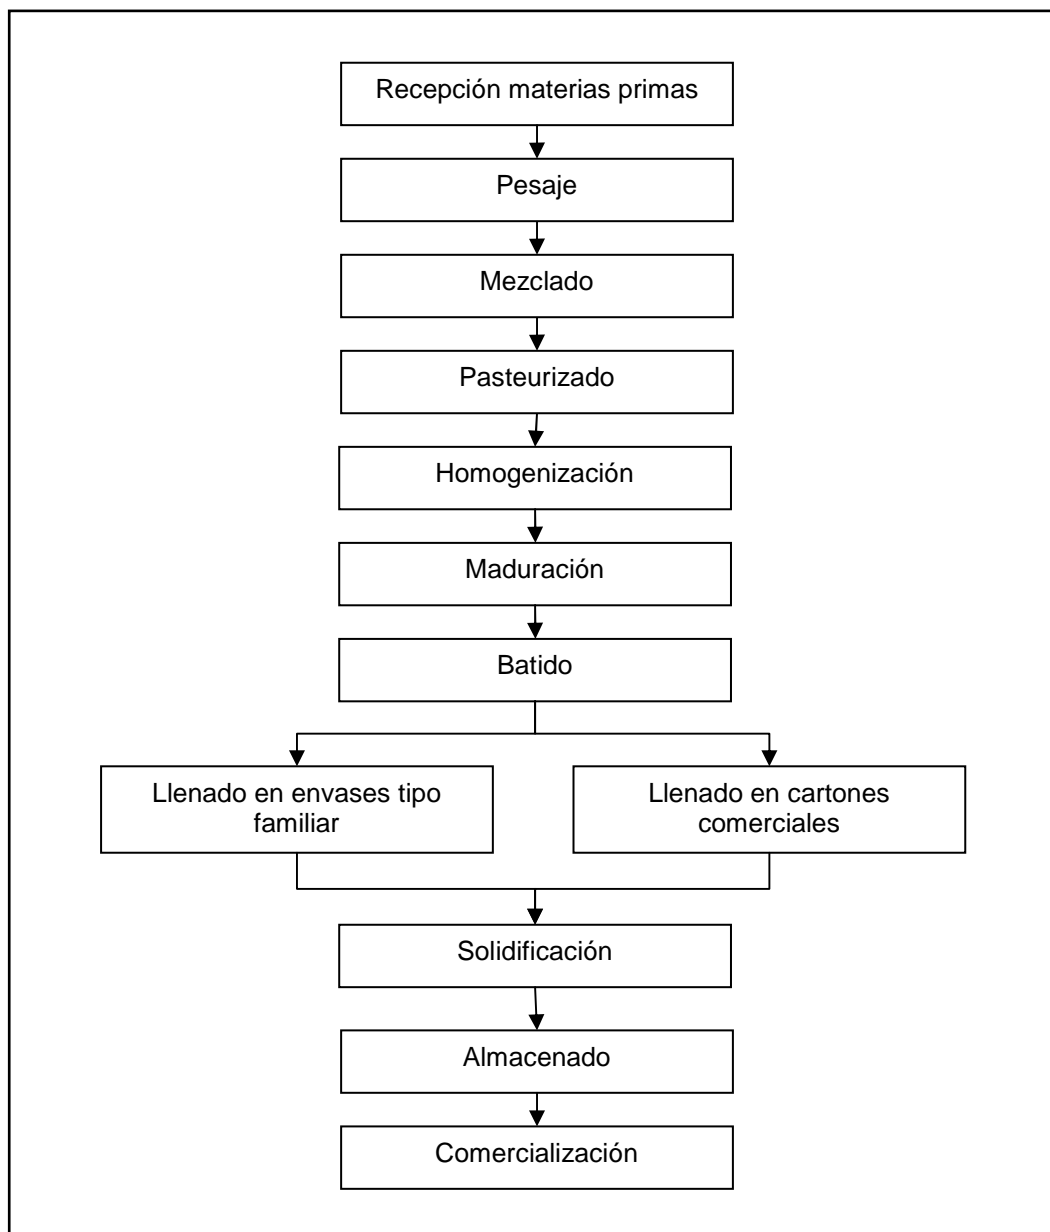 Recepción materias primas
Pesaje
Mezclado
Pasteurizado
Homogenización
Maduración
Batido
Llenado en envases tipo
familiar
Llenado en cartones
comerciales
Solidificación
Almacenado
Comercialización